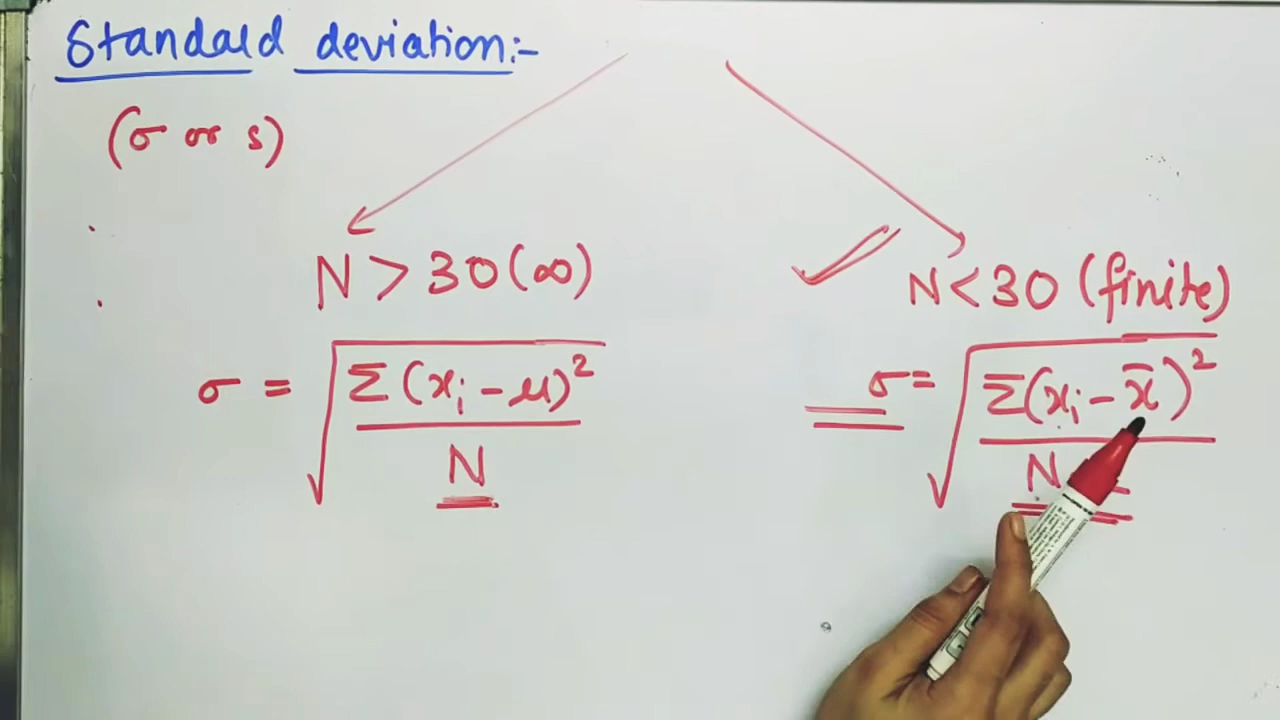 Standard deviation:-
(σ or s)
N > 30 (∞)
σ = √ Σ (xᵢ - μ)² / N
N < 30 (finite)
σ = √ Σ (xᵢ - x̄)² / N